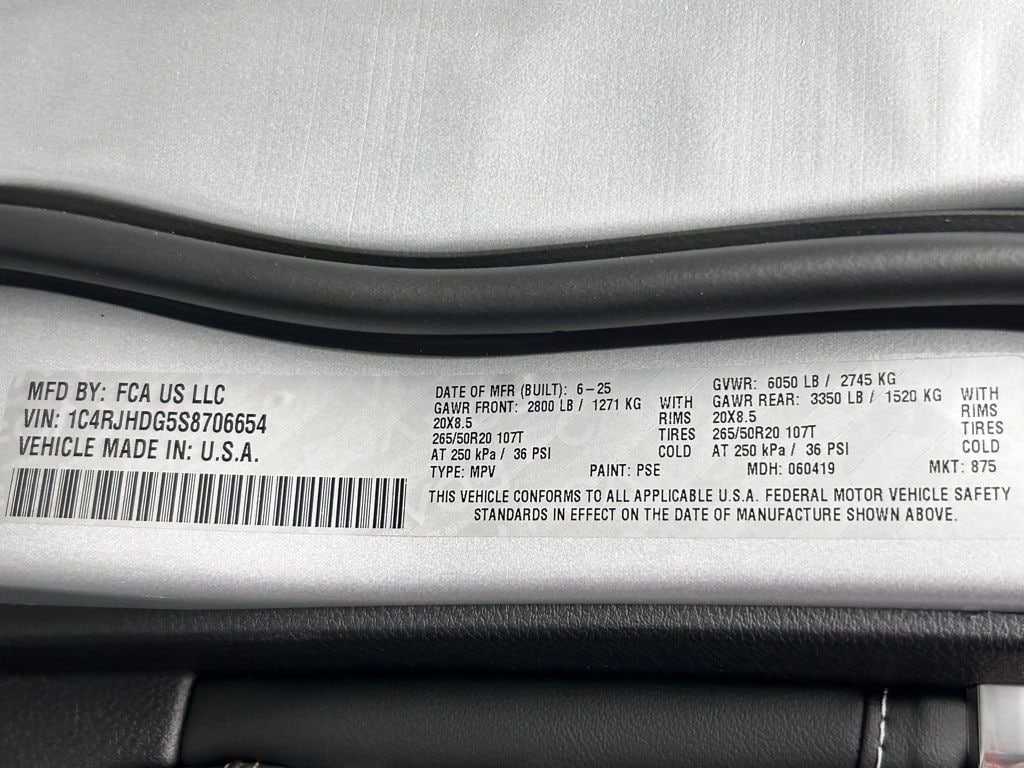 MFD BY: FCA US LLC
VIN: 1C4RJHDG5S8706654
VEHICLE MADE IN: U.S.A.
DATE OF MFR (BUILT): 6-25
GAWR FRONT: 2800 LB / 1271 KG WITH
20X8.5 RIMS
265/50R20 107T TIRES
AT 250 kPa / 36 PSI COLD
GVWR: 6050 LB / 2745 KG
GAWR REAR: 3350 LB / 1520 KG WITH
20X8.5 RIMS
265/50R20 107T TIRES
AT 250 kPa / 36 PSI COLD
TYPE: MPV PAINT: PSE MDH: 060419 MKT: 875
THIS VEHICLE CONFORMS TO ALL APPLICABLE U.S.A. FEDERAL MOTOR VEHICLE SAFETY
STANDARDS IN EFFECT ON THE DATE OF MANUFACTURE SHOWN ABOVE.